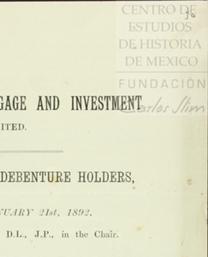 CENTRO DE
ESTUDIOS
DE HISTORIA
DE MEXICO
FUNDACIÓN
Carlos Slim
GAGE AND INVESTMENT
ITED.
DEBENTURE HOLDERS,
NUARY 21st, 1892.
D.L., J.P., in the Chair.